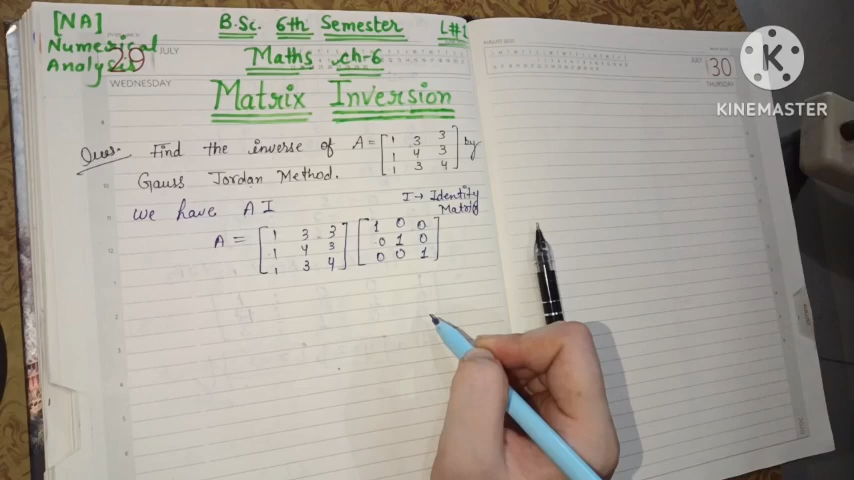 [NA]
Numerical
Analysis
B.Sc. 6th Semester
L#1
Maths ch-6
Matrix Inversion
29
JULY
WEDNESDAY
Ques. Find the inverse of A = [ 1 3 3
1 4 3
1 3 4 ] by
Gauss Jordan Method.
we have A I
I → Identity
Matrix
A = [ 1 3 3 [ 1 0 0
1 4 3 0 1 0
1 3 4 ] 0 0 1 ]
JULY
30
THURSDAY
K
KINEMASTER